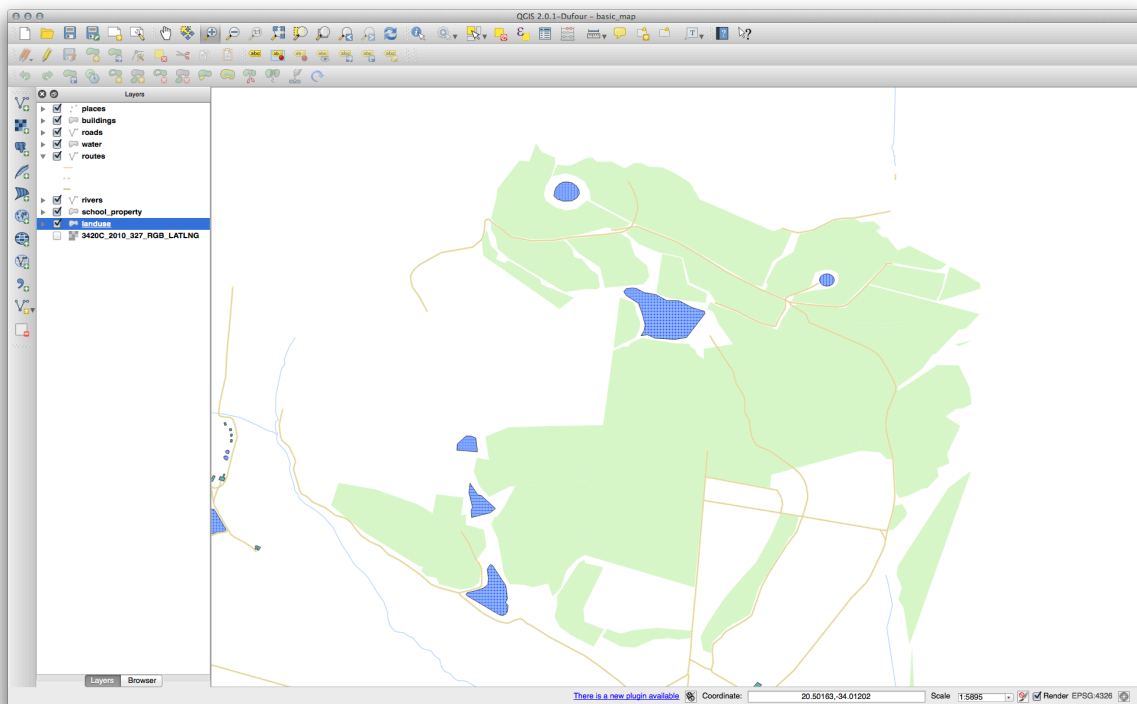 QGIS 2.0.1-Dufour - basic_map
Layers
places
buildings
roads
water
routes
rivers
school_property
landuse
3420C_2010_327_RGB_LATLNG
Layers
Browser
There is a new plugin available
Coordinate:
20.50163,-34.01202
Scale
1:5895
Render
EPSG:4326